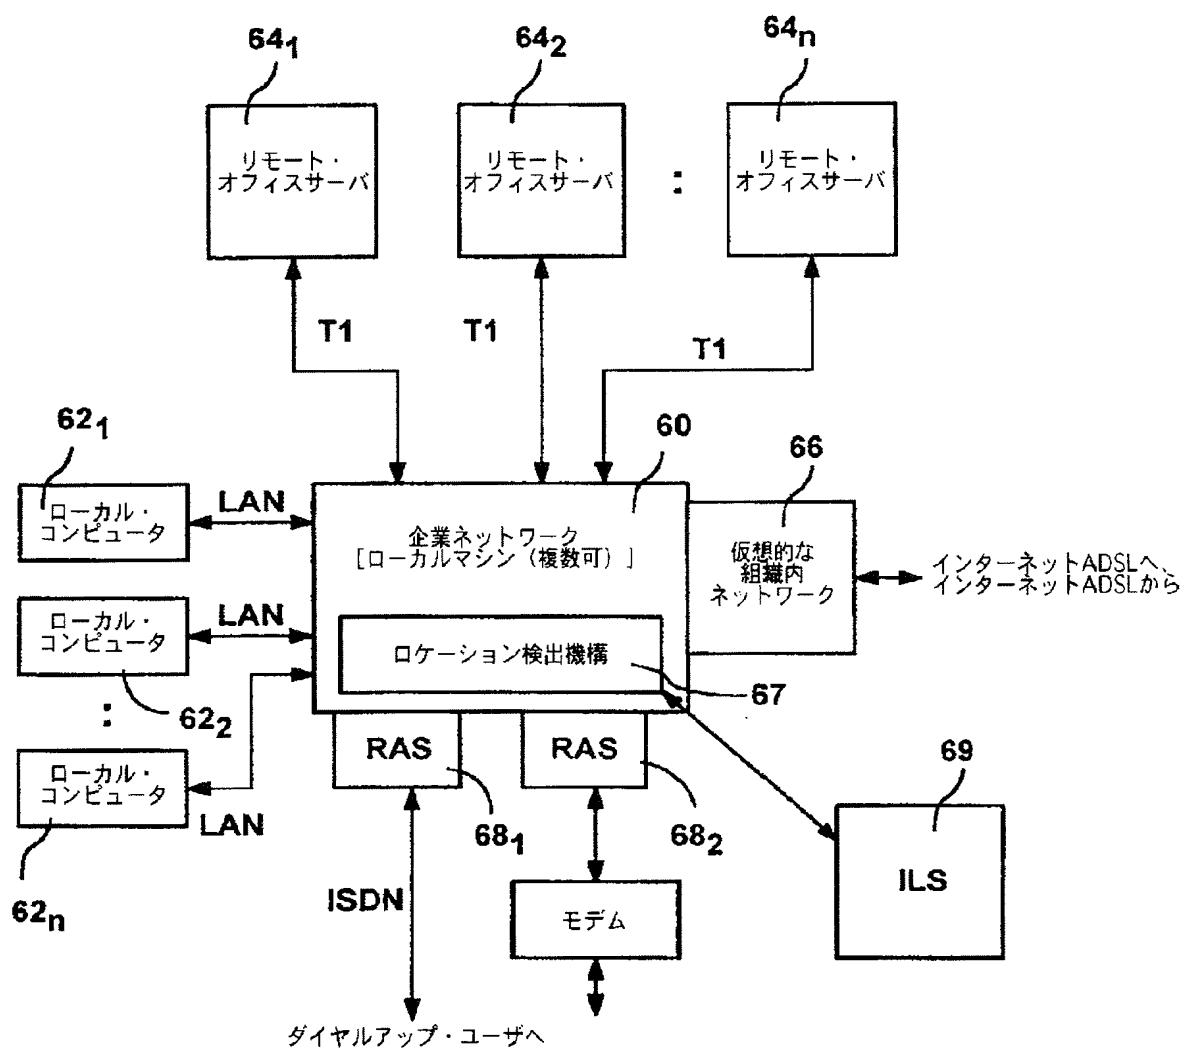 64₁
64₂
64ₙ
リモート・
オフィスサーバ
リモート・
オフィスサーバ
:
リモート・
オフィスサーバ
T1
T1
T1
62₁
60
66
ローカル・
コンピュータ
LAN
企業ネットワーク
[ローカルマシン(複数可)]
仮想的な
組織内
ネットワーク
インターネットADSLへ、
インターネットADSLから
ローカル・
コンピュータ
LAN
ロケーション検出機構
67
62₂
:
ローカル・
コンピュータ
LAN
62ₙ
RAS
RAS
68₁
68₂
69
ILS
ISDN
モデム
ダイヤルアップ・ユーザへ